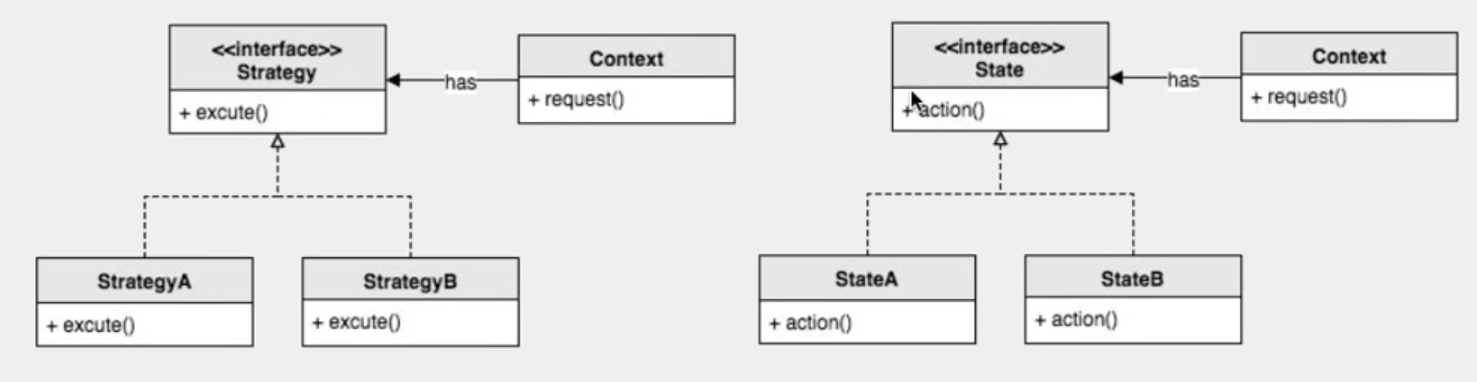 <<interface>>
Strategy
+ excute()
has
Context
+ request()
StrategyA
+ excute()
StrategyB
+ excute()
<<interface>>
State
+ action()
has
Context
+ request()
StateA
+ action()
StateB
+ action()